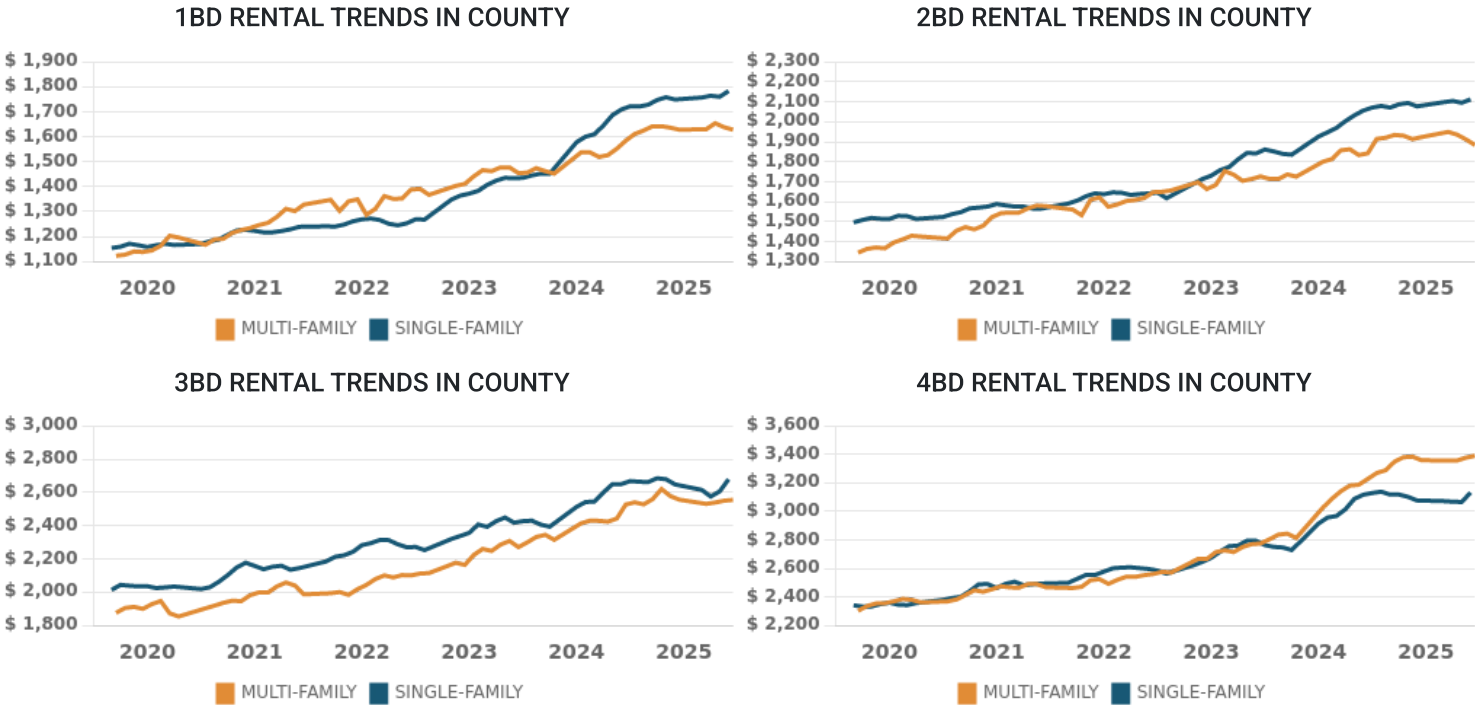 1BD RENTAL TRENDS IN COUNTY
$ 1,900
$ 1,800
$ 1,700
$ 1,600
$ 1,500
$ 1,400
$ 1,300
$ 1,200
$ 1,100
2020 2021 2022 2023 2024 2025
MULTI-FAMILY SINGLE-FAMILY
2BD RENTAL TRENDS IN COUNTY
$ 2,300
$ 2,200
$ 2,100
$ 2,000
$ 1,900
$ 1,800
$ 1,700
$ 1,600
$ 1,500
$ 1,400
$ 1,300
2020 2021 2022 2023 2024 2025
MULTI-FAMILY SINGLE-FAMILY
3BD RENTAL TRENDS IN COUNTY
$ 3,000
$ 2,800
$ 2,600
$ 2,400
$ 2,200
$ 2,000
$ 1,800
2020 2021 2022 2023 2024 2025
MULTI-FAMILY SINGLE-FAMILY
4BD RENTAL TRENDS IN COUNTY
$ 3,600
$ 3,400
$ 3,200
$ 3,000
$ 2,800
$ 2,600
$ 2,400
$ 2,200
2020 2021 2022 2023 2024 2025
MULTI-FAMILY SINGLE-FAMILY